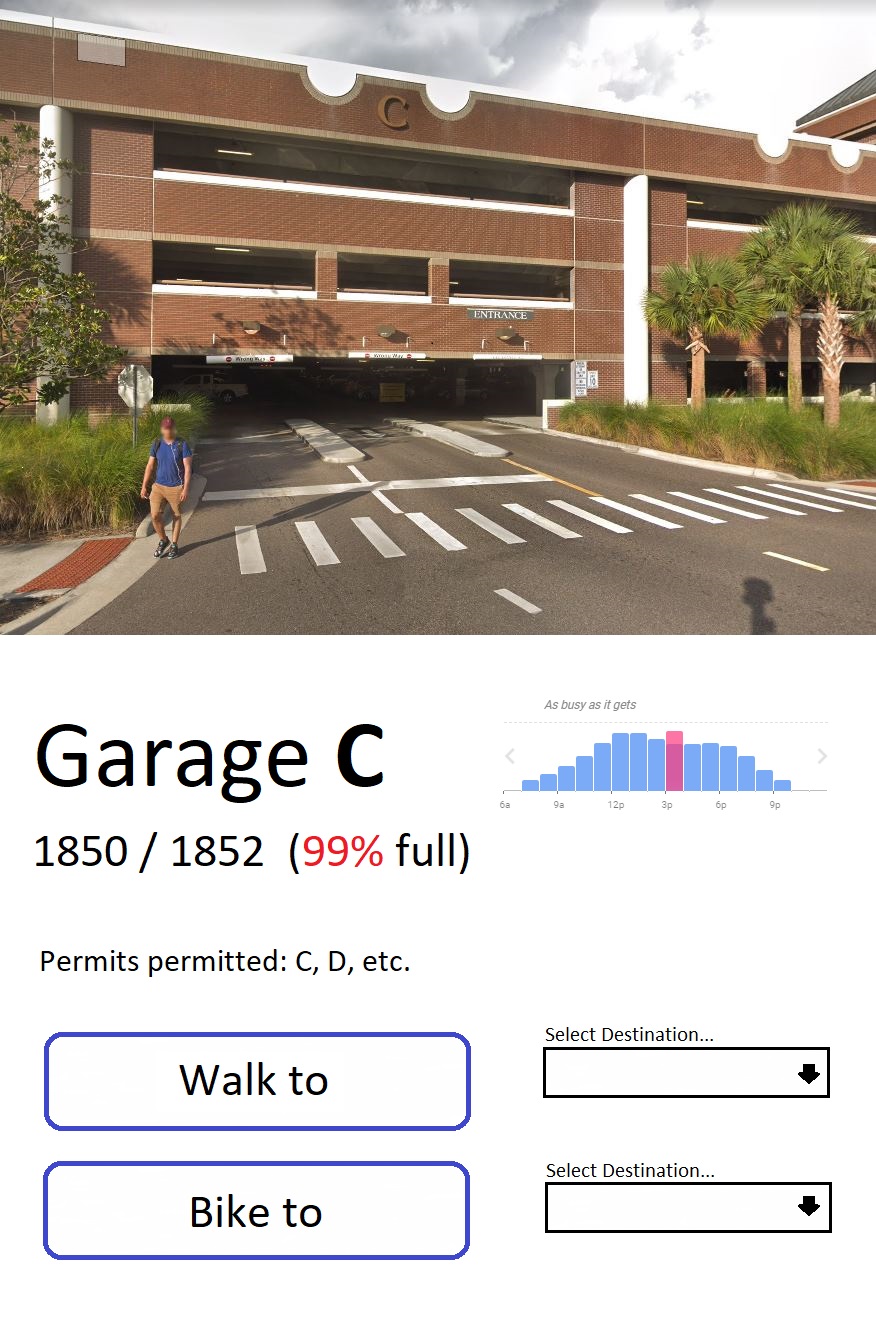 C
ENTRANCE
Wrong Way
Wrong Way
Garage C
As busy as it gets
6a 9a 12p 3p 6p 9p
1850 / 1852 (99% full)
Permits permitted: C, D, etc.
Walk to
Select Destination...
Bike to
Select Destination...